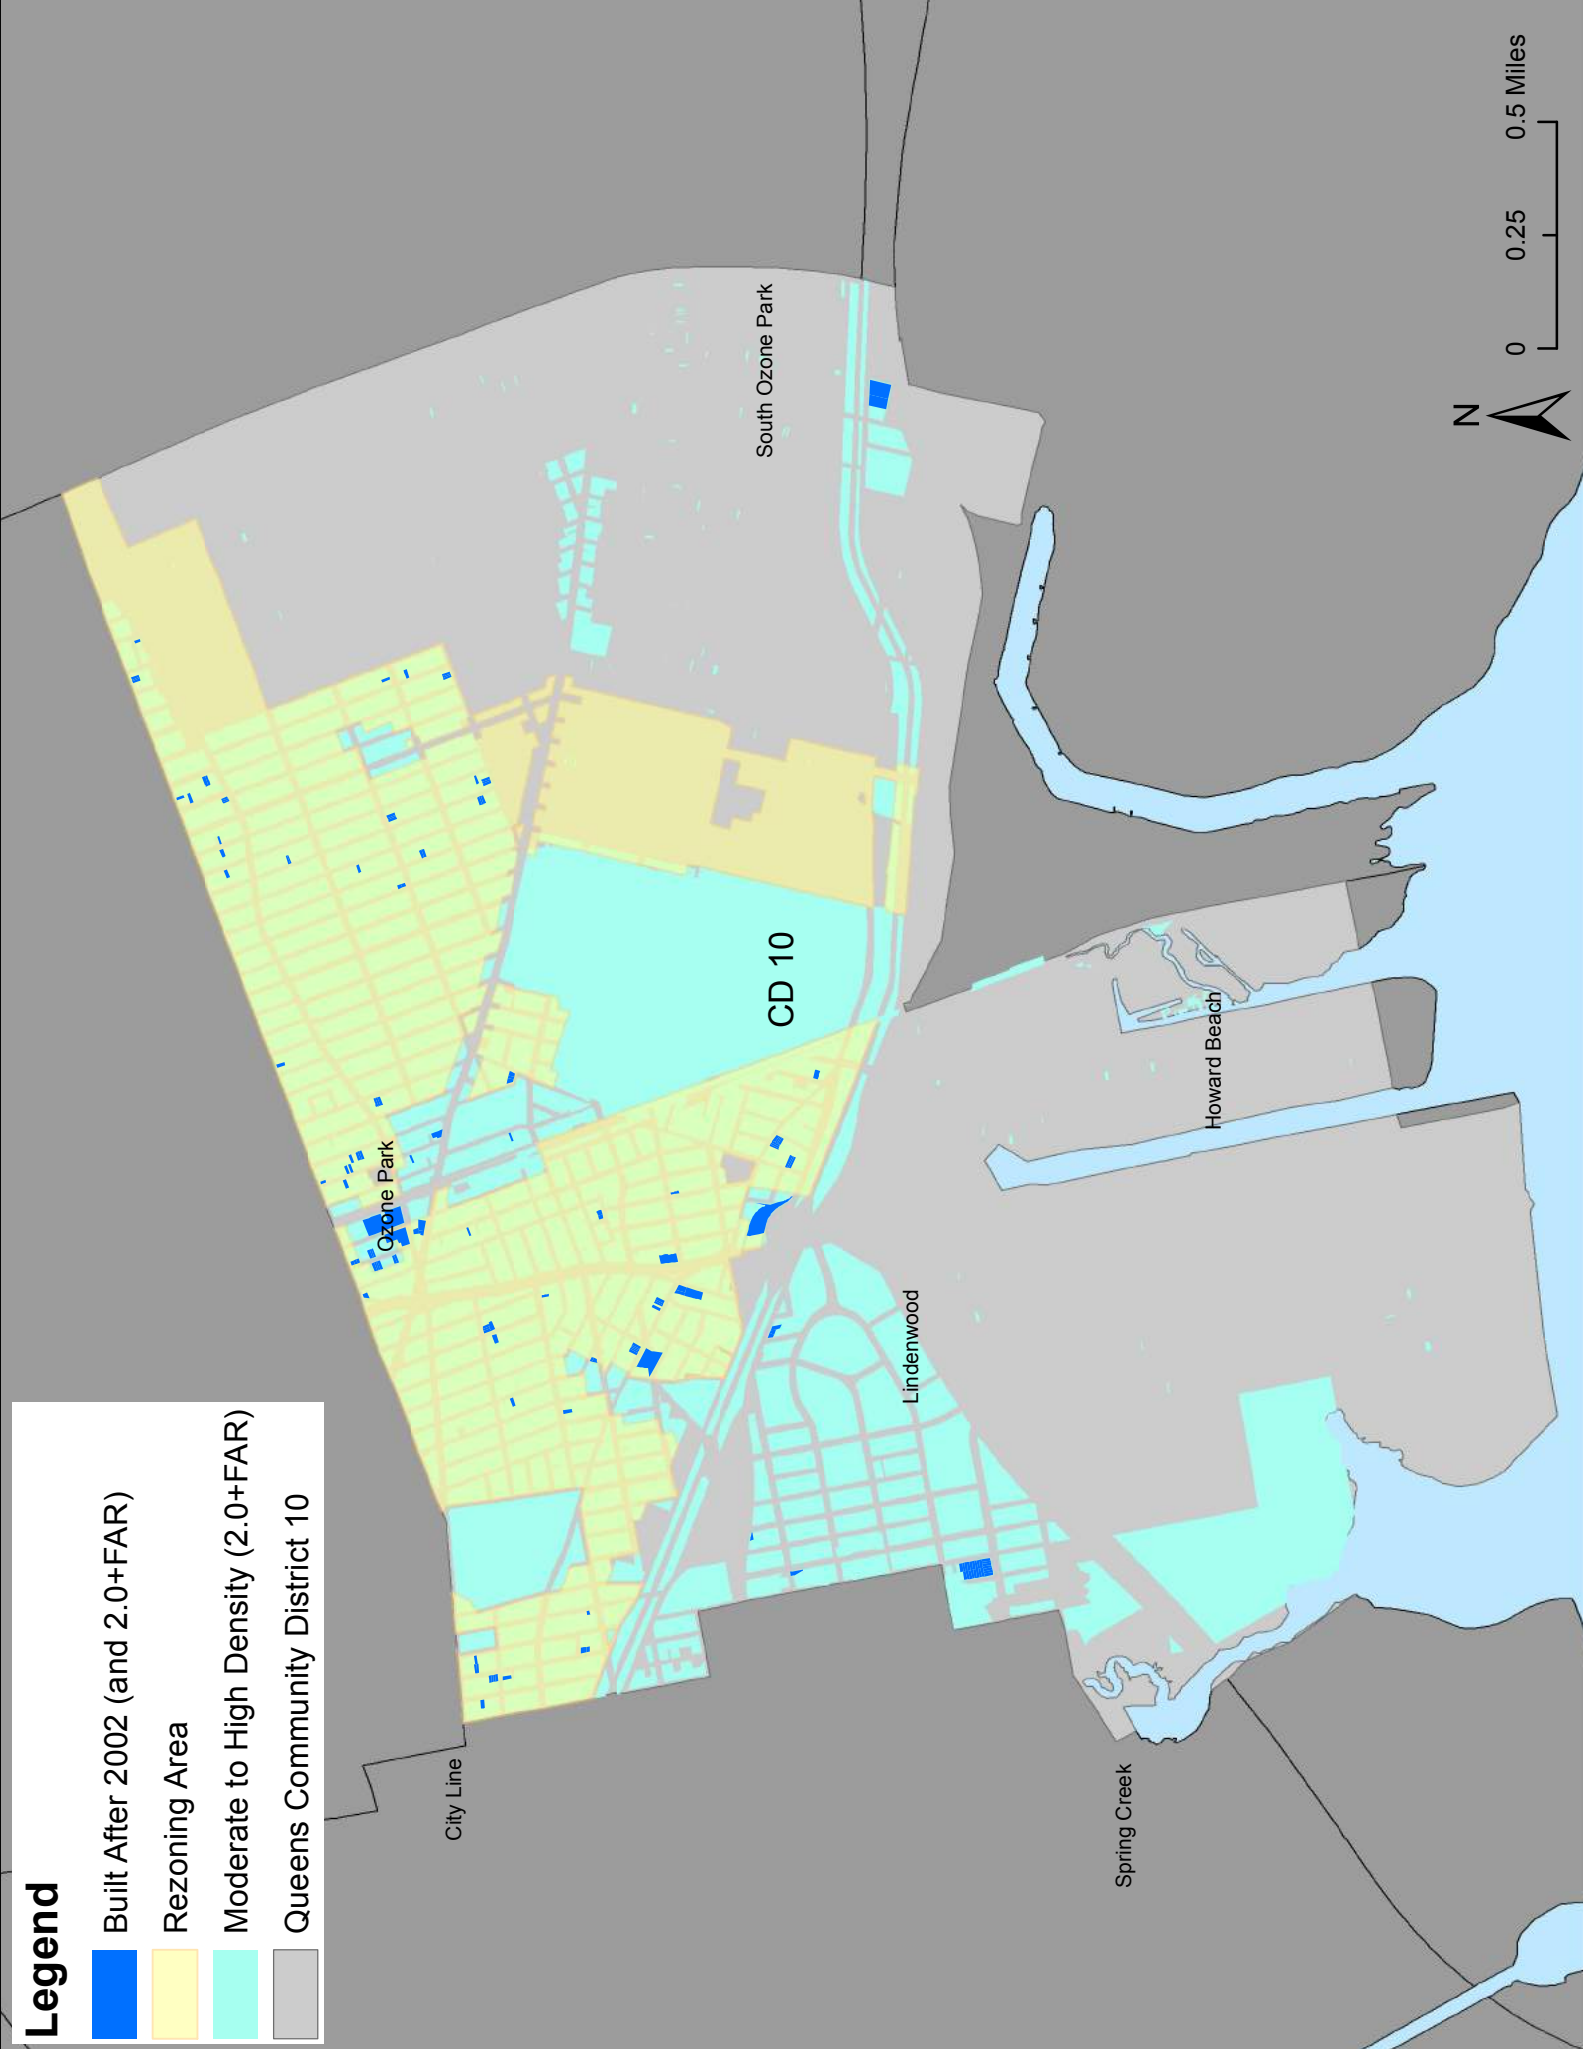 Legend
Built After 2002 (and 2.0+FAR)
Rezoning Area
Moderate to High Density (2.0+FAR)
Queens Community District 10
City Line
Ozone Park
South Ozone Park
CD 10
Lindenwood
Howard Beach
Spring Creek
N
0 0.25 0.5 Miles